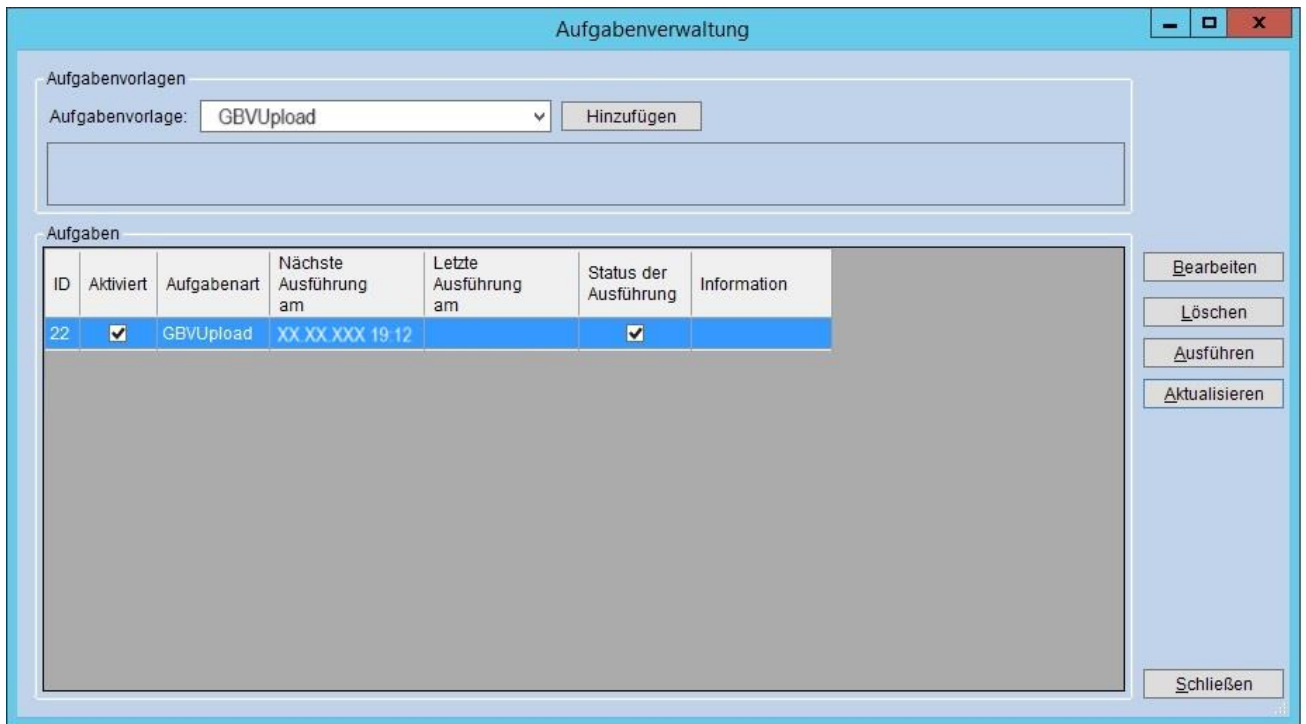 Aufgabenverwaltung
Aufgabenvorlagen
Aufgabenvorlage: GBVUpload Hinzufügen
Aufgaben
ID Aktiviert Aufgabenart Nächste Ausführung am Letzte Ausführung am Status der Ausführung Information
22 GBVUpload XX.XX.XXX 19:12
Bearbeiten
Löschen
Ausführen
Aktualisieren
Schließen